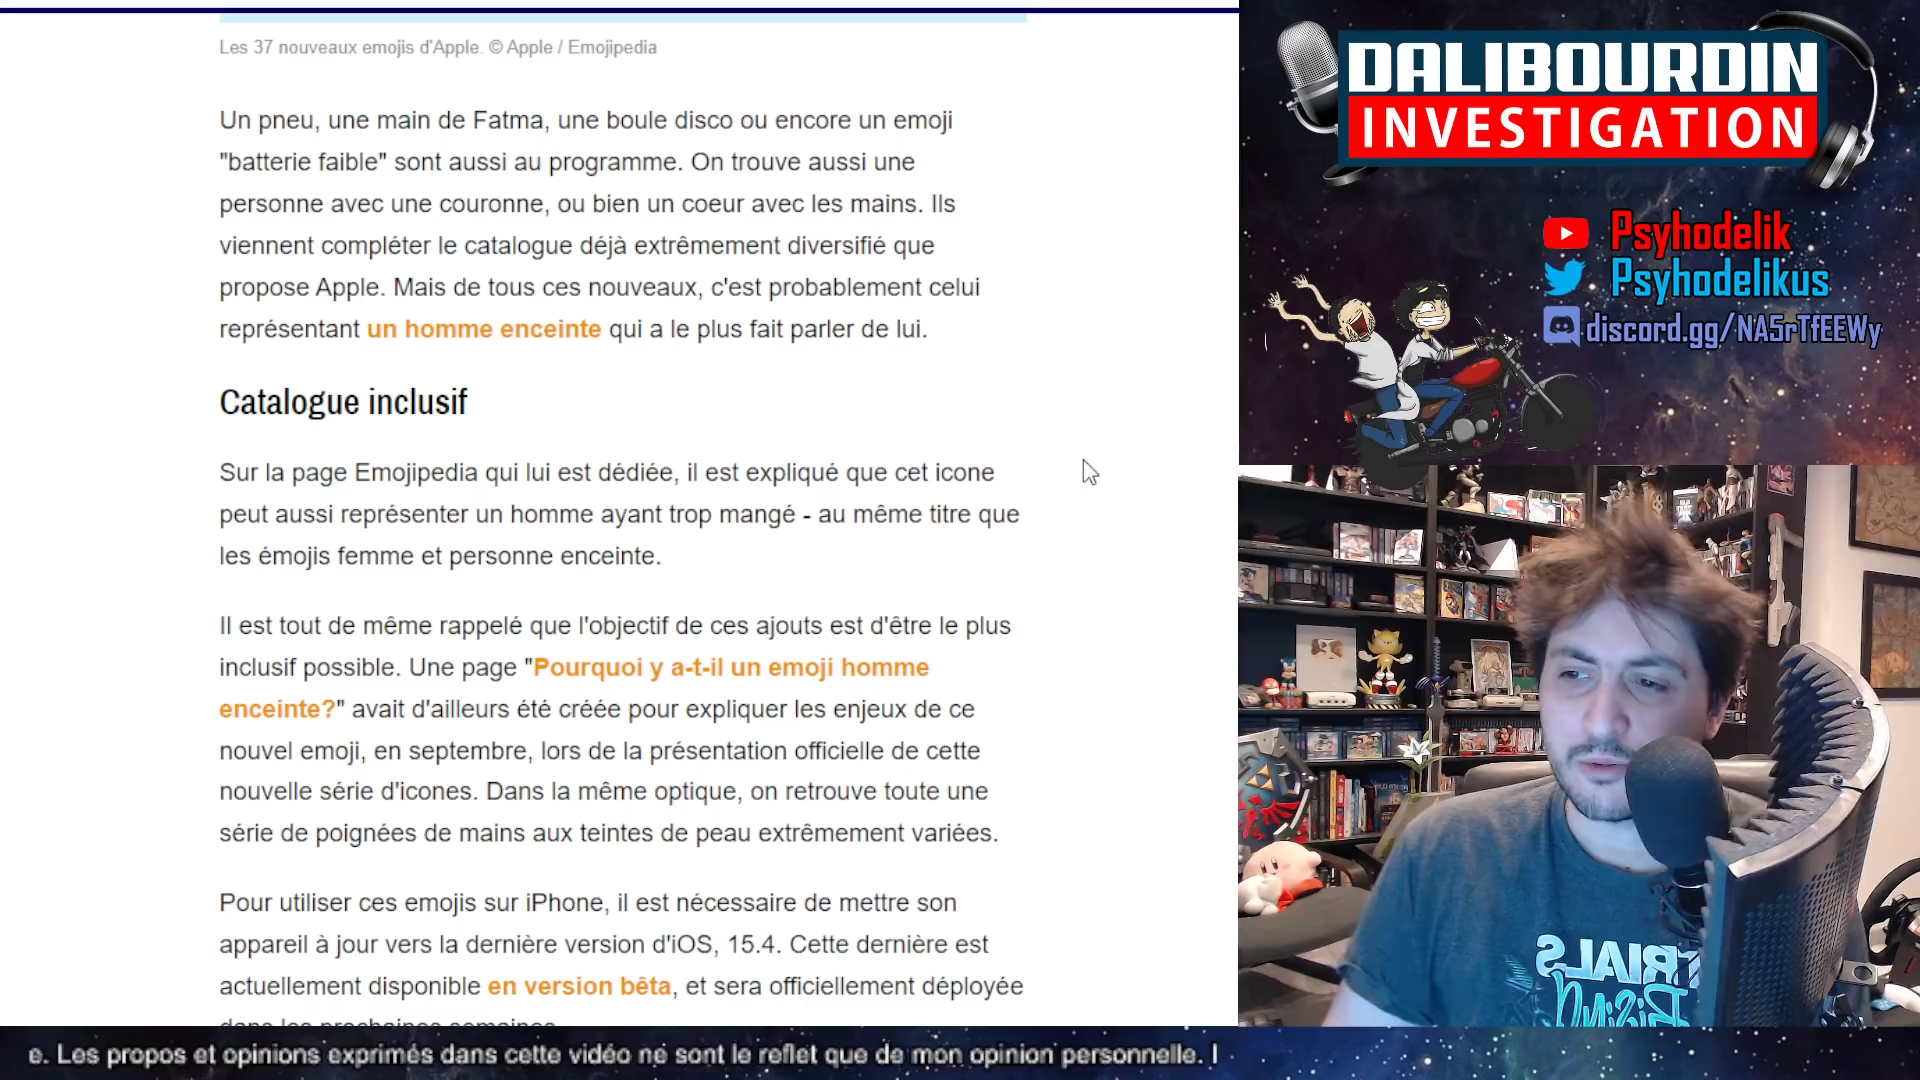 Les 37 nouveaux emojis d'Apple. © Apple / Emojipedia
Un pneu, une main de Fatma, une boule disco ou encore un emoji
"batterie faible" sont aussi au programme. On trouve aussi une
personne avec une couronne, ou bien un coeur avec les mains. Ils
viennent compléter le catalogue déjà extrêmement diversifié que
propose Apple. Mais de tous ces nouveaux, c'est probablement celui
représentant un homme enceinte qui a le plus fait parler de lui.
Catalogue inclusif
Sur la page Emojipedia qui lui est dédiée, il est expliqué que cet icone
peut aussi représenter un homme ayant trop mangé - au même titre que
les émojis femme et personne enceinte.
Il est tout de même rappelé que l'objectif de ces ajouts est d'être le plus
inclusif possible. Une page "Pourquoi y a-t-il un emoji homme
enceinte?" avait d'ailleurs été créée pour expliquer les enjeux de ce
nouvel emoji, en septembre, lors de la présentation officielle de cette
nouvelle série d'icones. Dans la même optique, on retrouve toute une
série de poignées de mains aux teintes de peau extrêmement variées.
Pour utiliser ces emojis sur iPhone, il est nécessaire de mettre son
appareil à jour vers la dernière version d'iOS, 15.4. Cette dernière est
actuellement disponible en version bêta, et sera officiellement déployée
dans les prochaines semaines.
DALIBOURDIN
INVESTIGATION
Psyhodelik
Psyhodelikus
discord.gg/NA5rTfEEWy
TRIALS
RISING
e. Les propos et opinions exprimés dans cette vidéo ne sont le reflet que de mon opinion personnelle. I